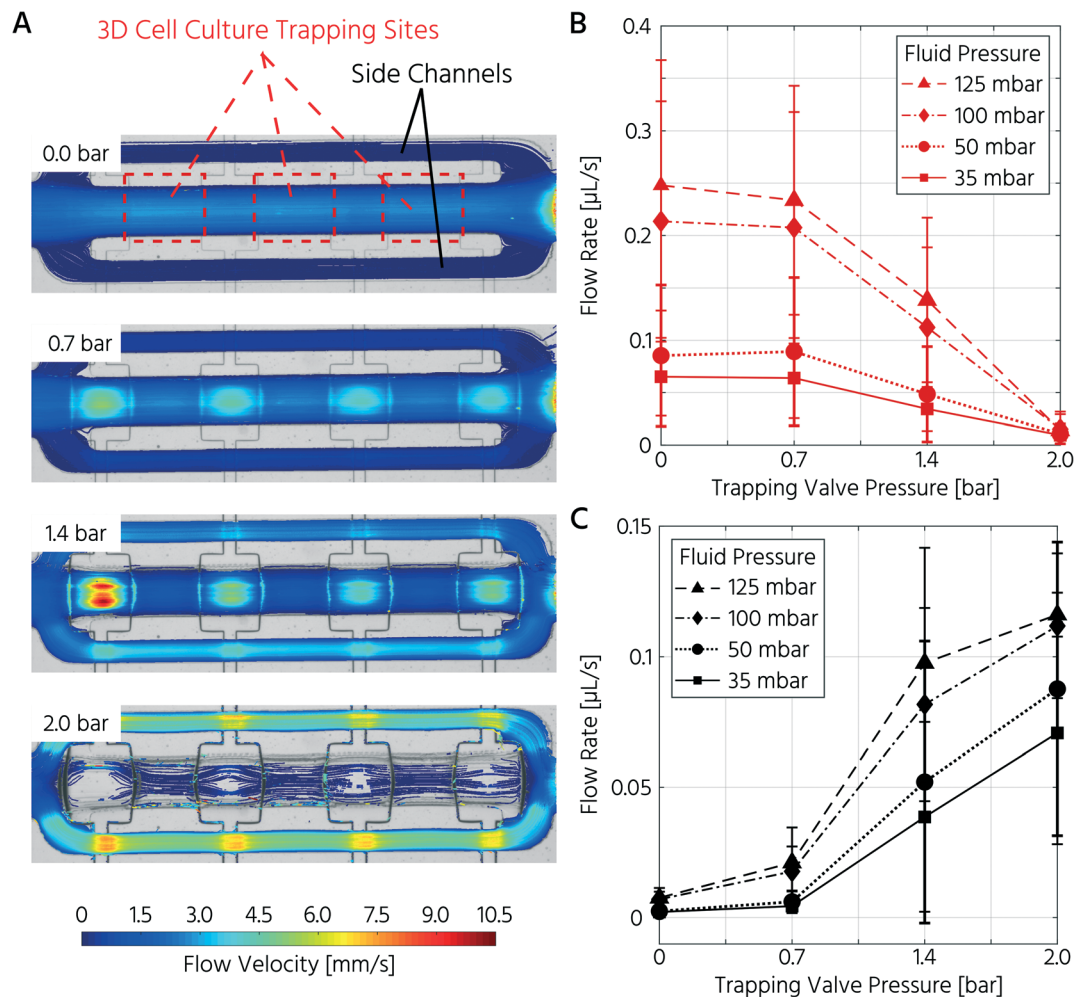 A
3D Cell Culture Trapping Sites
Side Channels
0.0 bar
0.7 bar
1.4 bar
2.0 bar
0 1.5 3.0 4.5 6.0 7.5 9.0 10.5
Flow Velocity [mm/s]
B
0.4
0.3
0.2
0.1
0
Flow Rate [µL/s]
Fluid Pressure
125 mbar
100 mbar
50 mbar
35 mbar
0 0.7 1.4 2.0
Trapping Valve Pressure [bar]
C
0.15
0.1
0.05
0
Flow Rate [µL/s]
Fluid Pressure
125 mbar
100 mbar
50 mbar
35 mbar
0 0.7 1.4 2.0
Trapping Valve Pressure [bar]